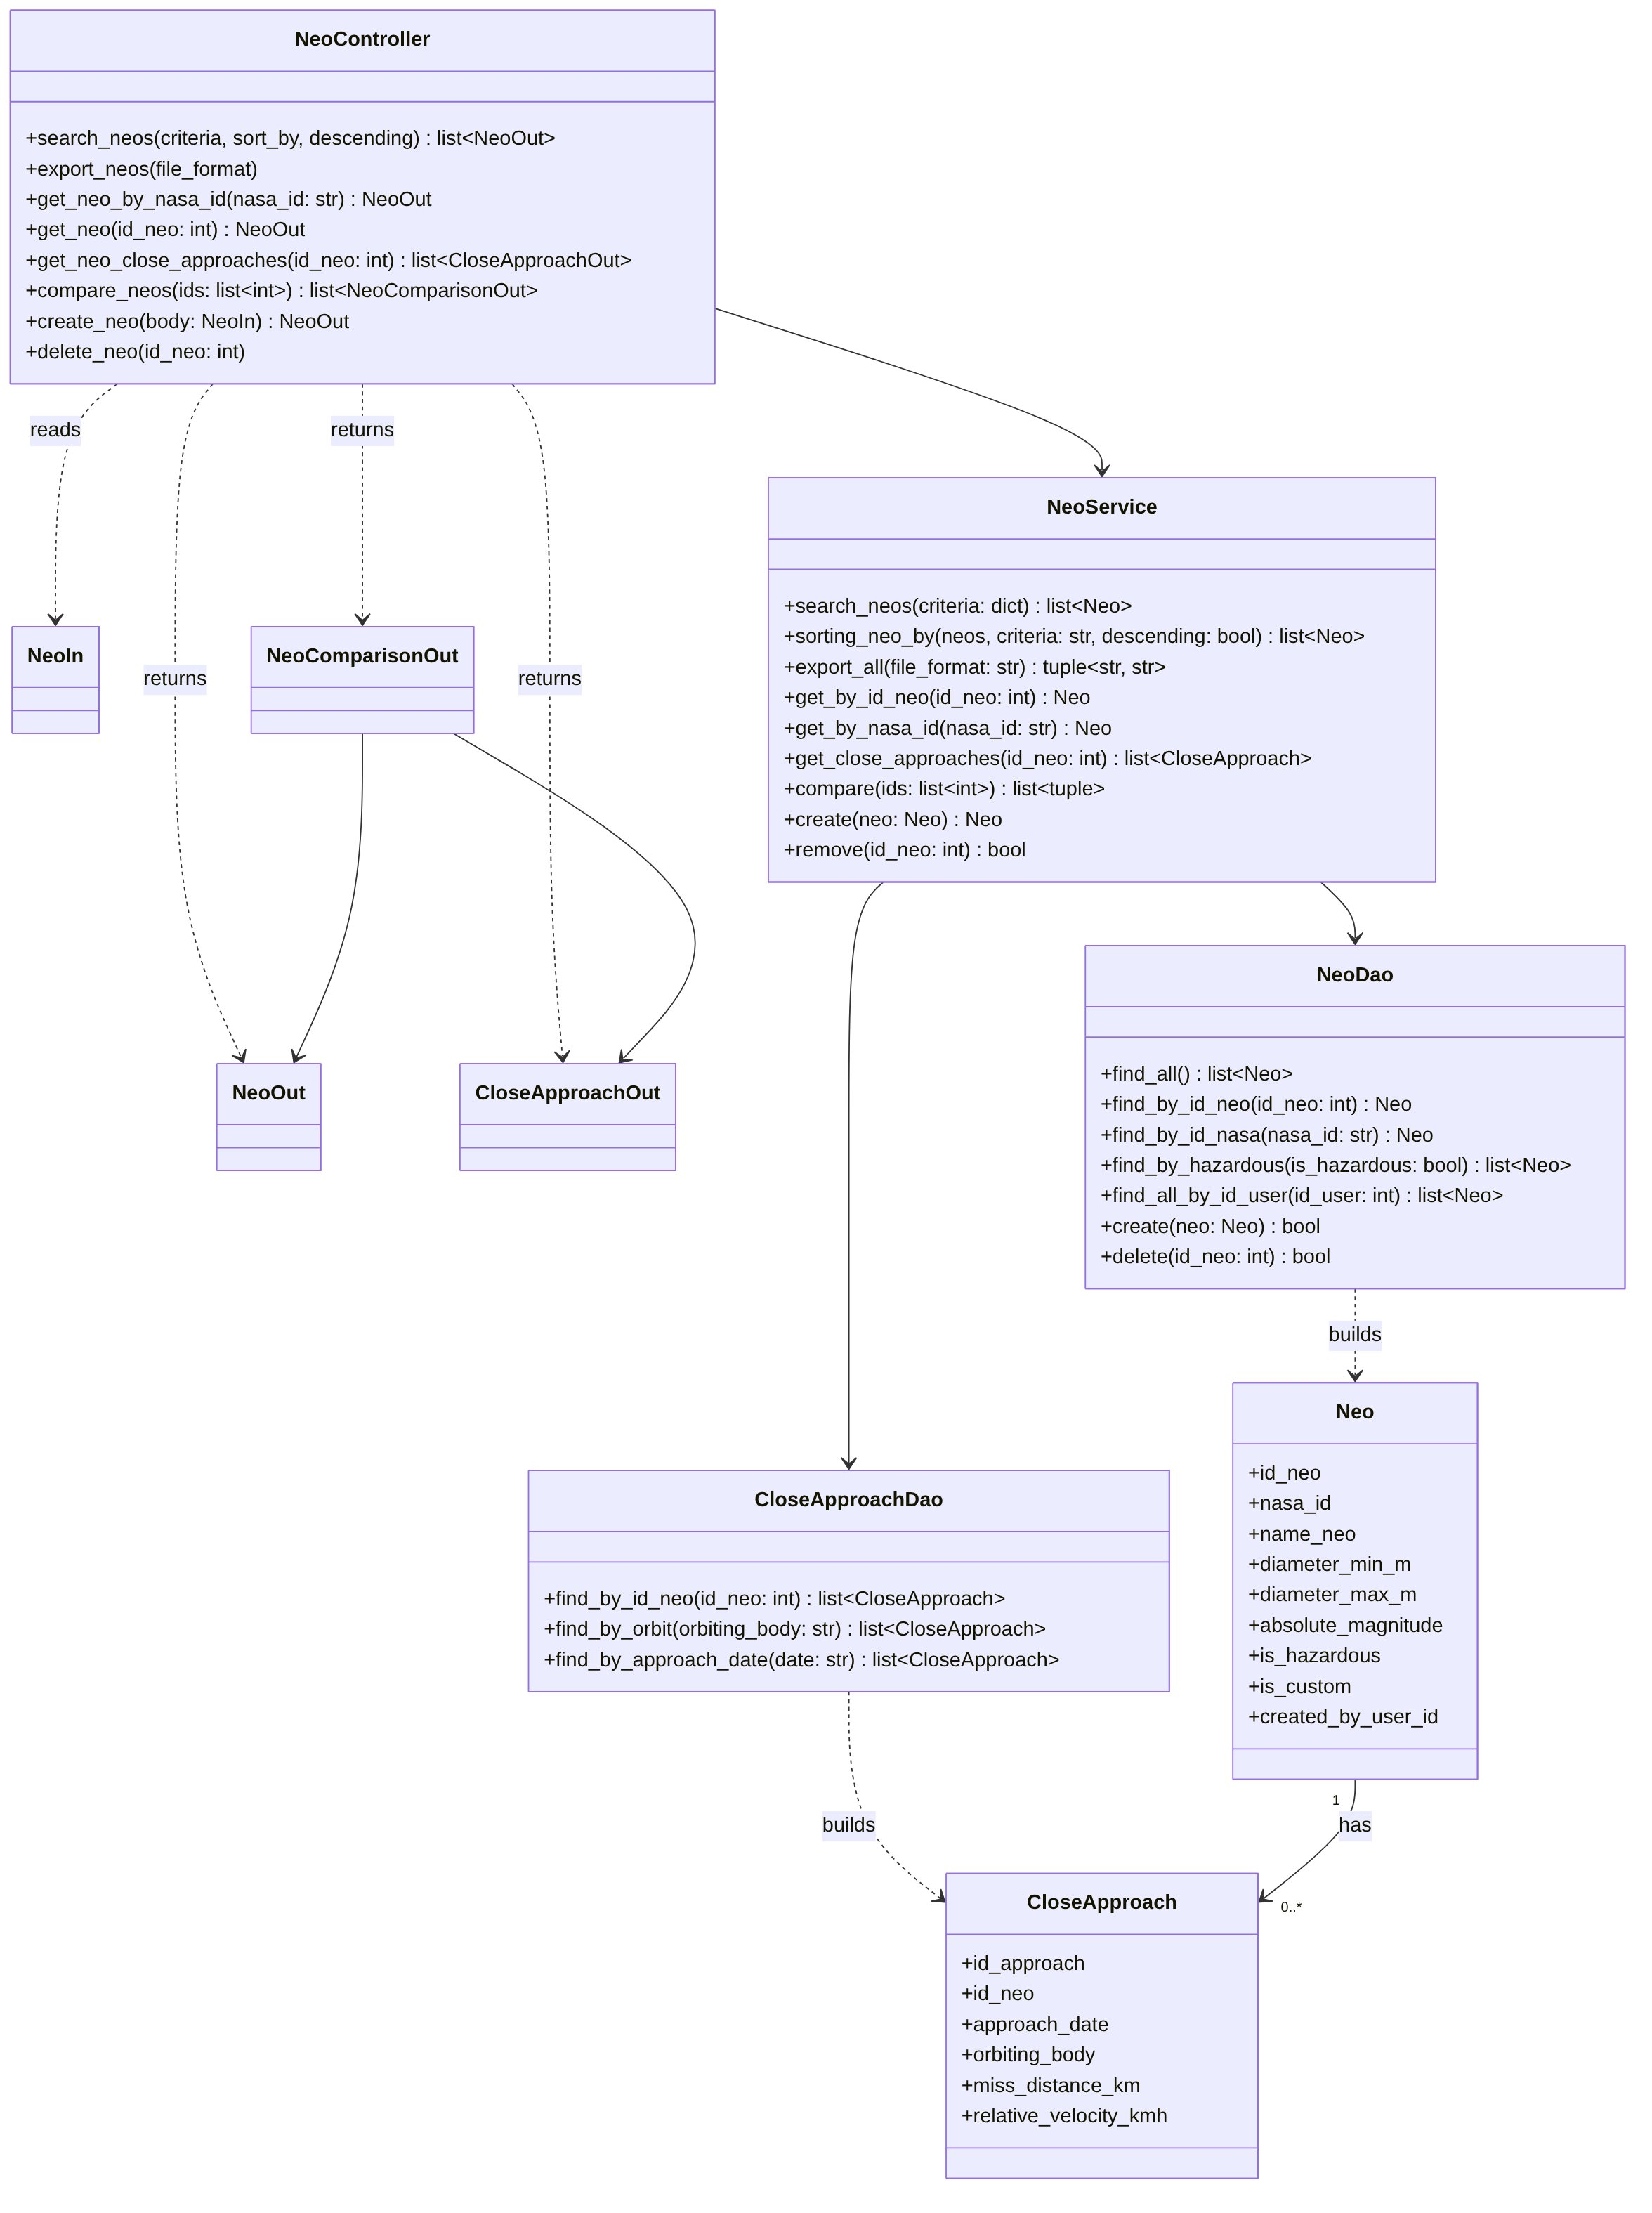 NeoController
+search_neos(criteria, sort_by, descending) : list<NeoOut>
+export_neos(file_format)
+get_neo_by_nasa_id(nasa_id: str) : NeoOut
+get_neo(id_neo: int) : NeoOut
+get_neo_close_approaches(id_neo: int) : list<CloseApproachOut>
+compare_neos(ids: list<int>) : list<NeoComparisonOut>
+create_neo(body: NeoIn) : NeoOut
+delete_neo(id_neo: int)
reads
returns
NeoService
+search_neos(criteria: dict) : list<Neo>
+sorting_neo_by(neos, criteria: str, descending: bool) : list<Neo>
+export_all(file_format: str) : tuple<str, str>
+get_by_id_neo(id_neo: int) : Neo
+get_by_nasa_id(nasa_id: str) : Neo
+get_close_approaches(id_neo: int) : list<CloseApproach>
+compare(ids: list<int>) : list<tuple>
+create(neo: Neo) : Neo
+remove(id_neo: int) : bool
NeoIn
returns
NeoComparisonOut
returns
NeoOut
CloseApproachOut
NeoDao
+find_all() : list<Neo>
+find_by_id_neo(id_neo: int) : Neo
+find_by_id_nasa(nasa_id: str) : Neo
+find_by_hazardous(is_hazardous: bool) : list<Neo>
+find_all_by_id_user(id_user: int) : list<Neo>
+create(neo: Neo) : bool
+delete(id_neo: int) : bool
builds
Neo
+id_neo
+nasa_id
+name_neo
+diameter_min_m
+diameter_max_m
+absolute_magnitude
+is_hazardous
+is_custom
+created_by_user_id
CloseApproachDao
+find_by_id_neo(id_neo: int) : list<CloseApproach>
+find_by_orbit(orbiting_body: str) : list<CloseApproach>
+find_by_approach_date(date: str) : list<CloseApproach>
builds
1
has
0..*
CloseApproach
+id_approach
+id_neo
+approach_date
+orbiting_body
+miss_distance_km
+relative_velocity_kmh